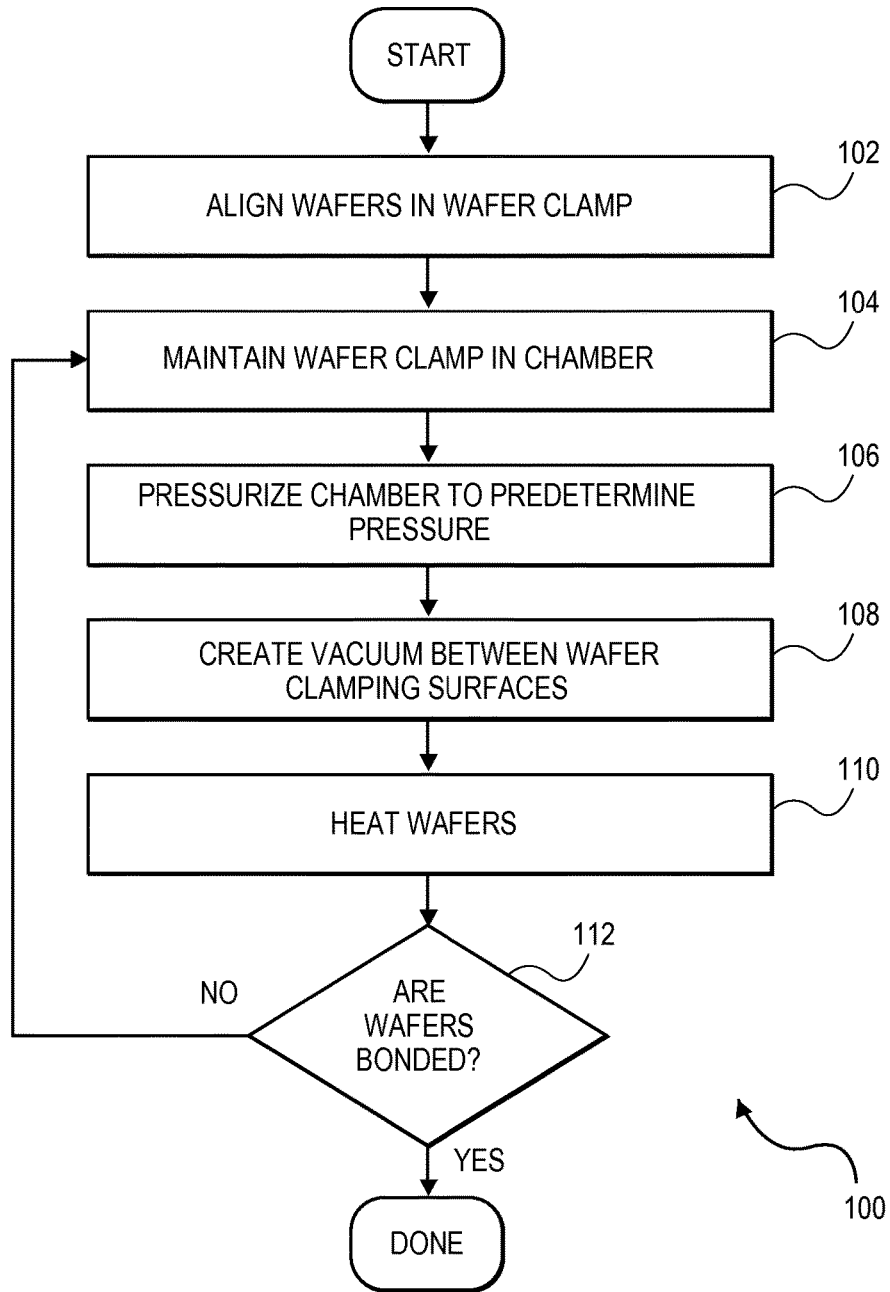 START
102
ALIGN WAFERS IN WAFER CLAMP
104
MAINTAIN WAFER CLAMP IN CHAMBER
106
PRESSURIZE CHAMBER TO PREDETERMINE
PRESSURE
108
CREATE VACUUM BETWEEN WAFER
CLAMPING SURFACES
110
HEAT WAFERS
112
NO
ARE
WAFERS
BONDED?
YES
100
DONE